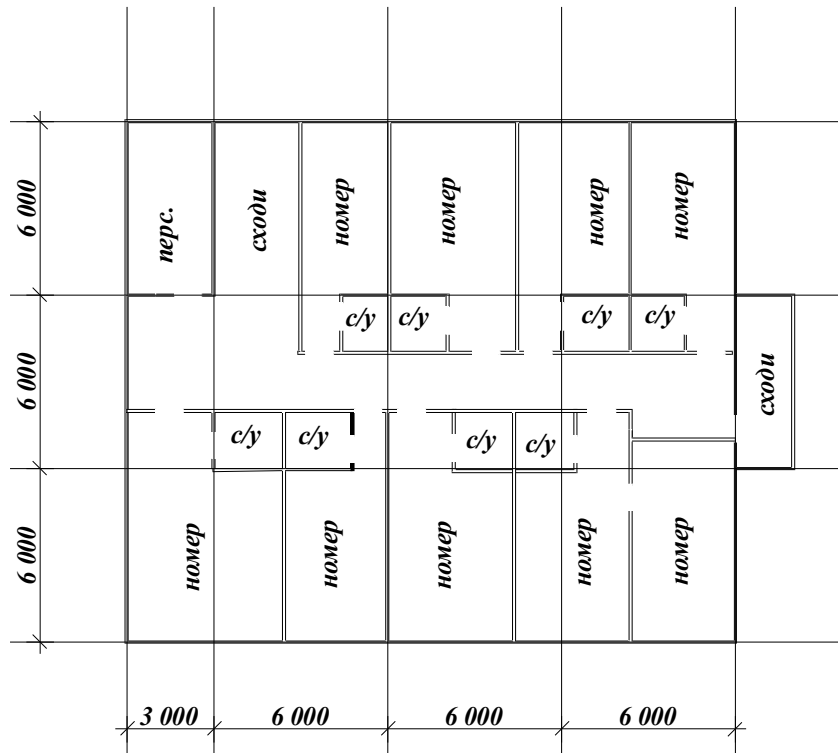 6 000
перс.
сходи
номер
номер
номер
номер
с/у
с/у
с/у
с/у
6 000
сходи
с/у
с/у
с/у
с/у
6 000
номер
номер
номер
номер
номер
3 000
6 000
6 000
6 000